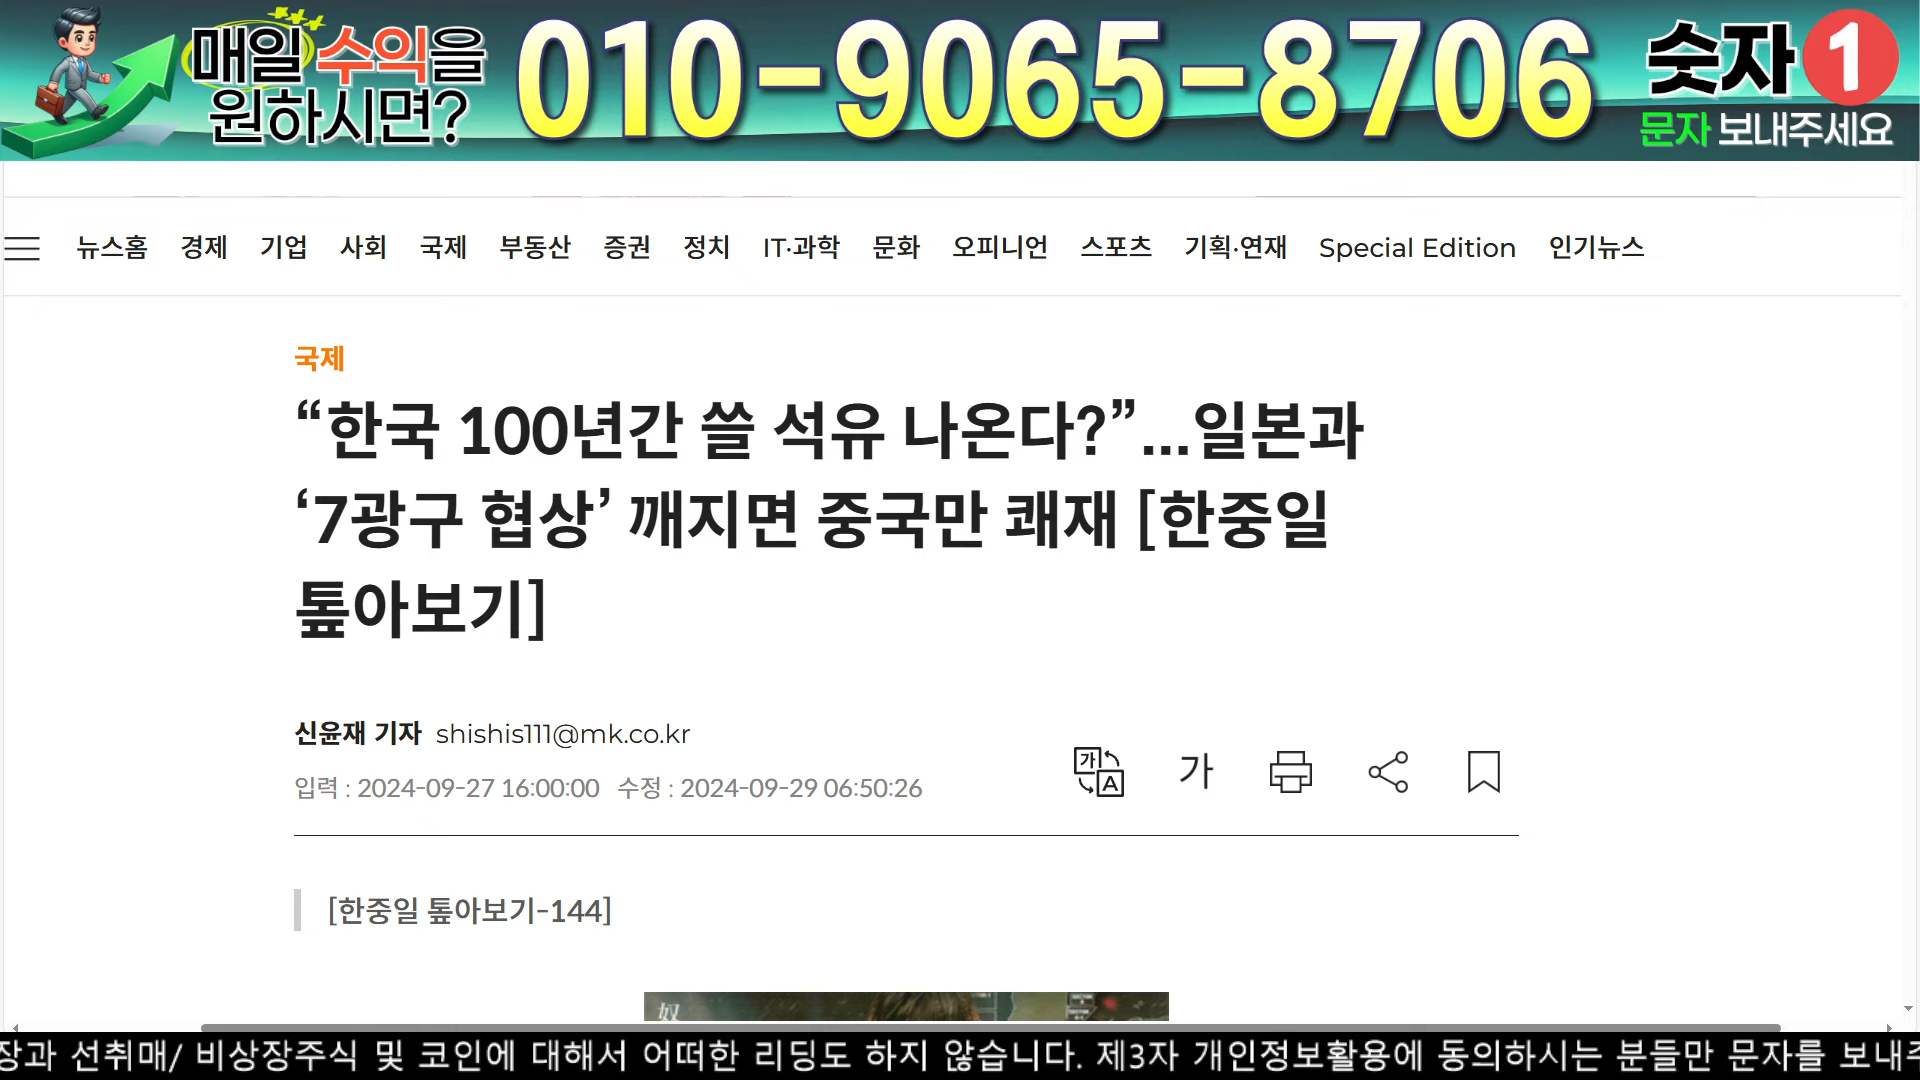 매일 수익을
원하시면?
010-9065-8706
숫자 1
문자 보내주세요
뉴스홈 경제 기업 사회 국제 부동산 증권 정치 IT·과학 문화 오피니언 스포츠 기획·연재 Special Edition 인기뉴스
국제
“한국 100년간 쓸 석유 나온다?”…일본과
‘7광구 협상’ 깨지면 중국만 쾌재 [한중일
톺아보기]
신윤재 기자 shishis111@mk.co.kr
입력 : 2024-09-27 16:00:00 수정 : 2024-09-29 06:50:26
가 A
가
[한중일 톺아보기-144]
奴
장과 선취매/ 비상장주식 및 코인에 대해서 어떠한 리딩도 하지 않습니다. 제3자 개인정보활용에 동의하시는 분들만 문자를 보내주